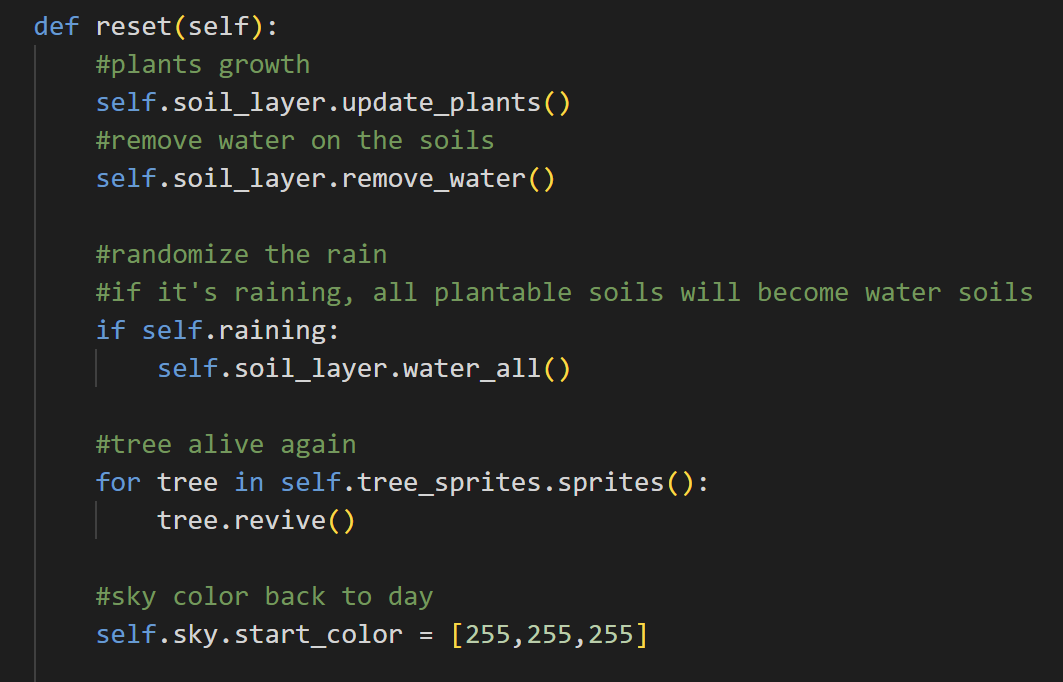 def reset(self):
#plants growth
self.soil_layer.update_plants()
#remove water on the soils
self.soil_layer.remove_water()
#randomize the rain
#if it's raining, all plantable soils will become water soils
if self.raining:
self.soil_layer.water_all()
#tree alive again
for tree in self.tree_sprites.sprites():
tree.revive()
#sky color back to day
self.sky.start_color = [255,255,255]